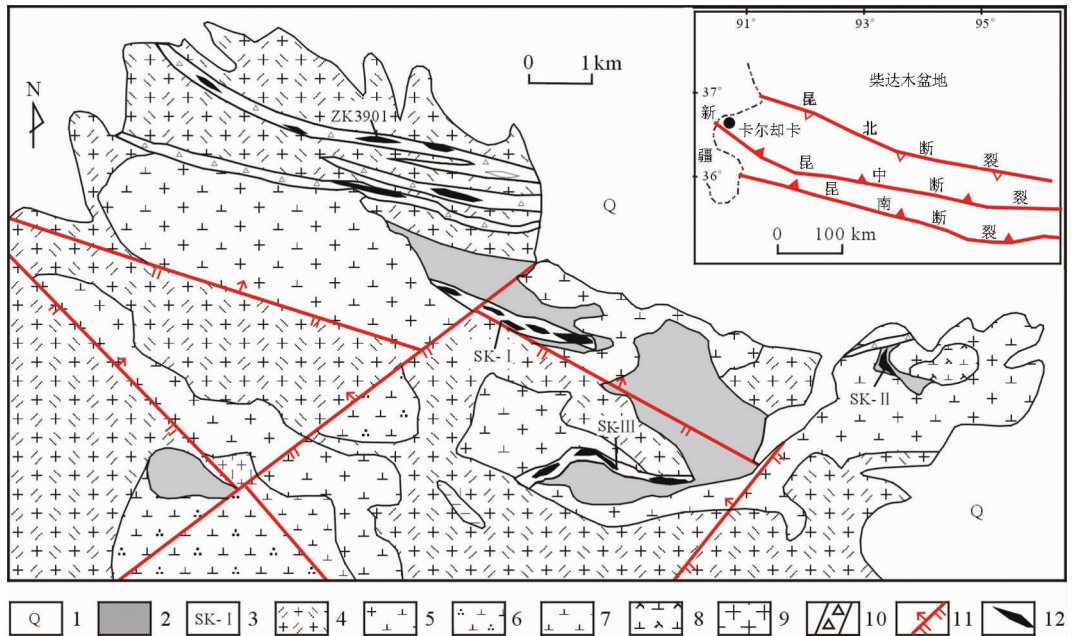 91° 93° 95°
柴达木盆地
37°
36°
新
疆
卡尔却卡
昆 北 断 裂
昆 中 断 裂
昆 南 断 裂
0 100 km
0 1 km
N
ZK3901
Q
SK-Ⅰ
SK-Ⅱ
SK-Ⅲ
Q
Q 1 2 SK-Ⅰ 3 4 5 6 7 8 9 10 11 12